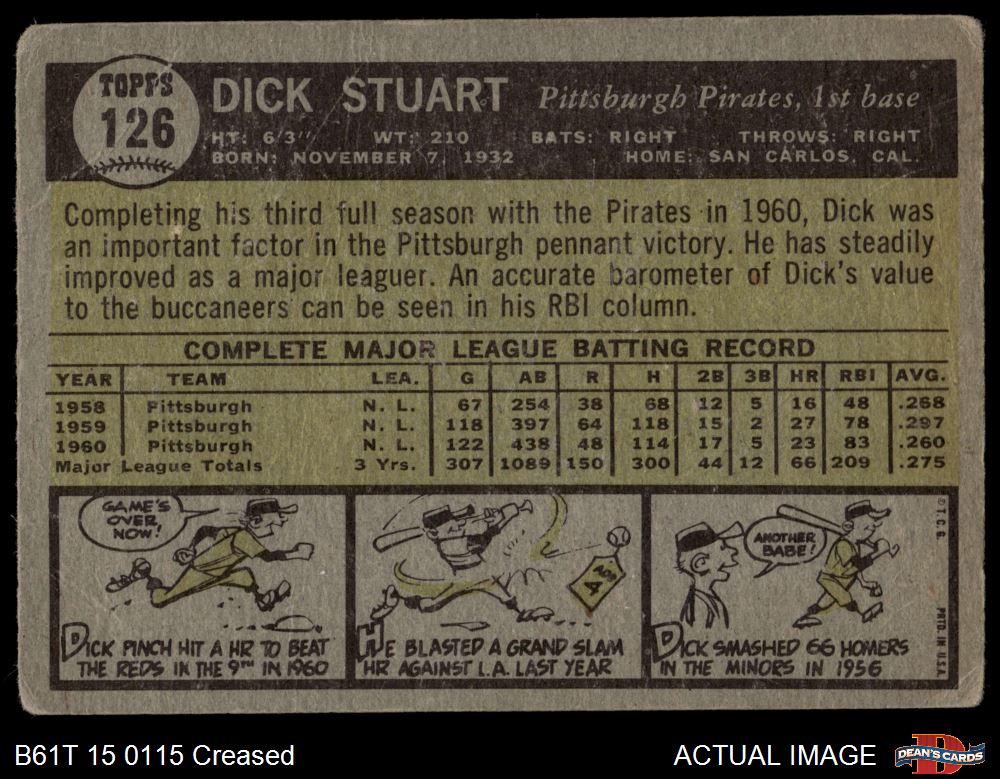 TOPPS
126
DICK STUART Pittsburgh Pirates, 1st base
HT: 6'3" WT: 210 BATS: RIGHT THROWS: RIGHT
BORN: NOVEMBER 7, 1932 HOME: SAN CARLOS, CAL.
Completing his third full season with the Pirates in 1960, Dick was
an important factor in the Pittsburgh pennant victory. He has steadily
improved as a major leaguer. An accurate barometer of Dick's value
to the buccaneers can be seen in his RBI column.
COMPLETE MAJOR LEAGUE BATTING RECORD
YEAR TEAM LEA. G AB R H 2B 3B HR RBI AVG.
1958 Pittsburgh N. L. 67 254 38 68 12 5 16 48 .268
1959 Pittsburgh N. L. 118 397 64 118 15 2 27 78 .297
1960 Pittsburgh N. L. 122 438 48 114 17 5 23 83 .260
Major League Totals 3 Yrs. 307 1089 150 300 44 12 66 209 .275
GAME'S
OVER,
NOW!
DICK PINCH HIT A HR TO BEAT
THE REDS IN THE 9TH IN 1960
FOR
4
HE BLASTED A GRAND SLAM
HR AGAINST L.A. LAST YEAR
ANOTHER
BABE!
DICK SMASHED 66 HOMERS
IN THE MINORS IN 1956
© T. C. G.
PRTD. IN U.S.A.
B61T 15 0115 Creased
ACTUAL IMAGE
DEAN'S CARDS